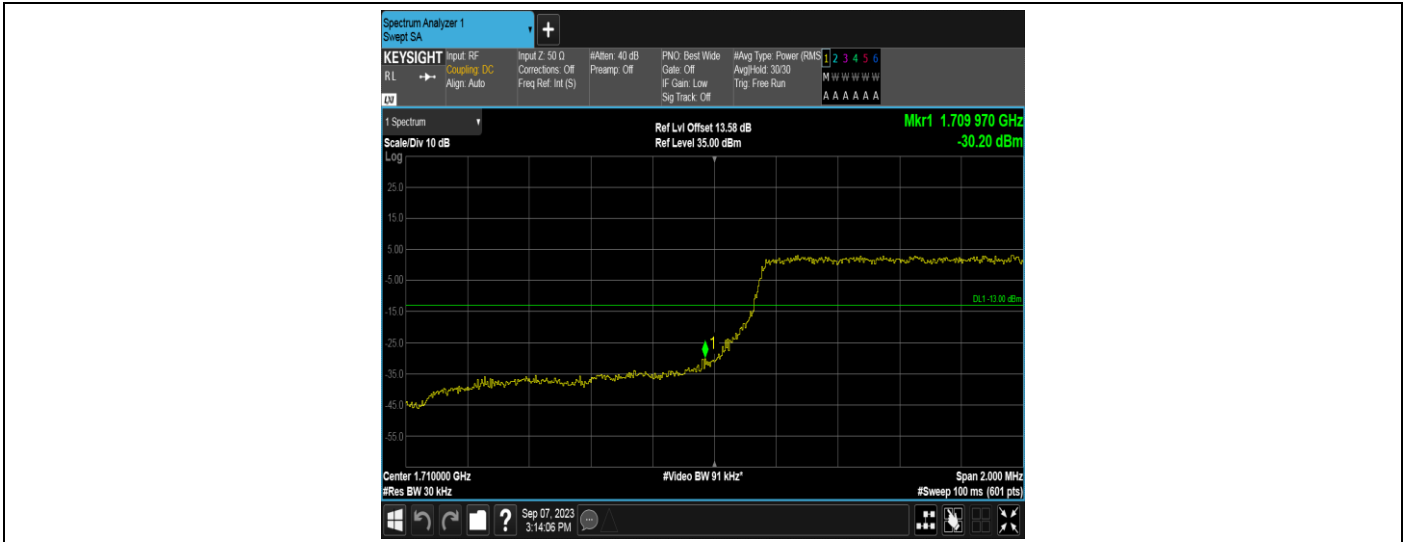 Spectrum Analyzer 1
Swept SA
+
KEYSIGHT
RL
LXI
Input: RF
Coupling: DC
Align: Auto
Input Z: 50 Ω
Corrections: Off
Freq Ref: Int (S)
#Atten: 40 dB
Preamp: Off
PNO: Best Wide
Gate: Off
IF Gain: Low
Sig Track: Off
#Avg Type: Power (RMS
Avg|Hold: 30/30
Trig: Free Run
1 2 3 4 5 6
M W W W W W
A A A A A A
1 Spectrum
Scale/Div 10 dB
Ref Lvl Offset 13.58 dB
Ref Level 35.00 dBm
Mkr1 1.709 970 GHz
-30.20 dBm
Log
25.0
15.0
5.00
-5.00
DL1 -13.00 dBm
-15.0
1
-25.0
-35.0
-45.0
-55.0
Center 1.710000 GHz
#Res BW 30 kHz
#Video BW 91 kHz*
Span 2.000 MHz
#Sweep 100 ms (601 pts)
?
Sep 07, 2023
3:14:06 PM